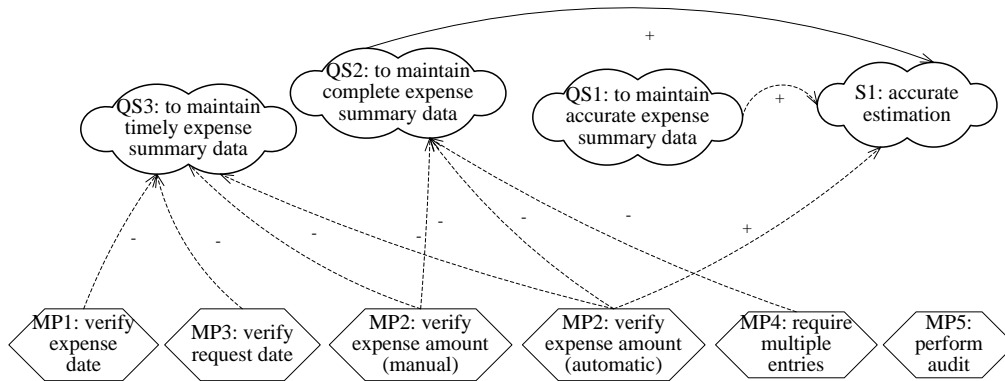 +
QS2: to maintain
complete expense
summary data
QS3: to maintain
timely expense
summary data
QS1: to maintain
accurate expense
summary data
+
S1: accurate
estimation
-
-
-
-
-
-
-
+
MP1: verify
expense
date
MP3: verify
request date
MP2: verify
expense amount
(manual)
MP2: verify
expense amount
(automatic)
MP4: require
multiple
entries
MP5:
perform
audit